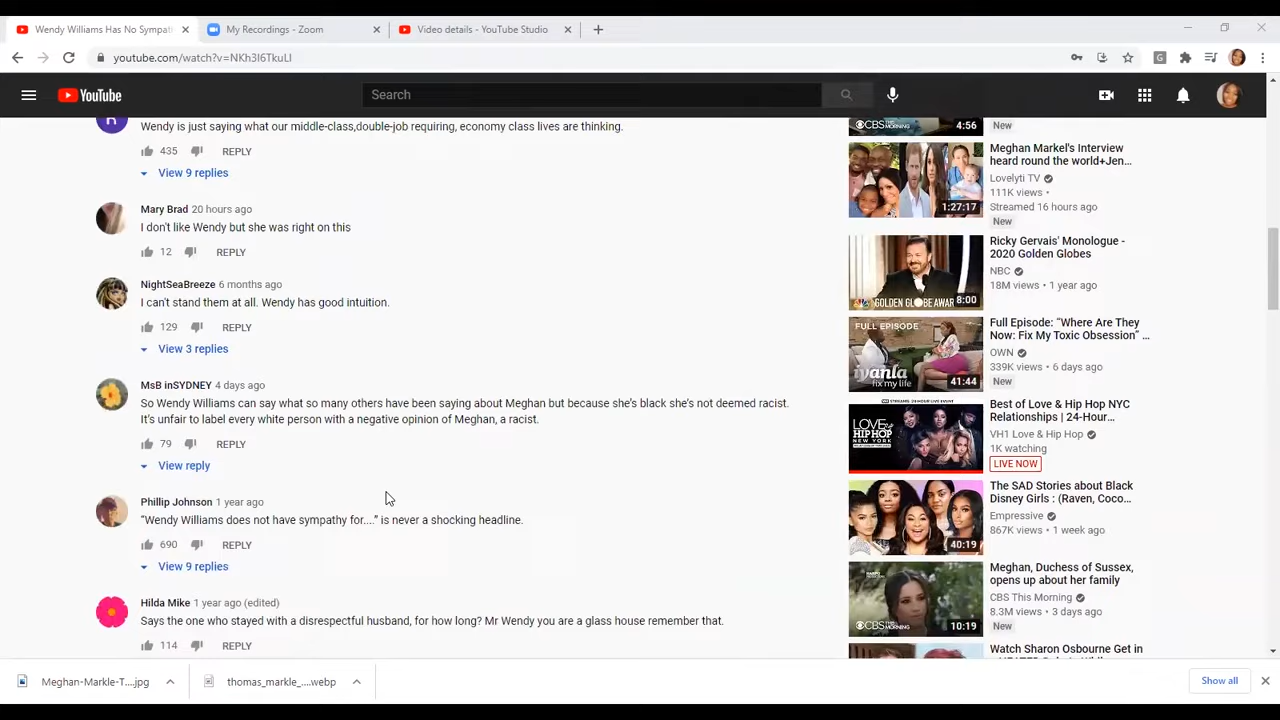 Wendy Williams Has No Sympat
My Recordings - Zoom
Video details - YouTube Studio
youtube.com/watch?v=NKh3I6TkuLI
YouTube
Search
Wendy is just saying what our middle-class,double-job requiring, economy class lives are thinking.
435 REPLY
View 9 replies
Mary Brad 20 hours ago
I don't like Wendy but she was right on this
12 REPLY
NightSeaBreeze 6 months ago
I can't stand them at all. Wendy has good intuition.
129 REPLY
View 3 replies
MsB inSYDNEY 4 days ago
So Wendy Williams can say what so many others have been saying about Meghan but because she's black she's not deemed racist.
It's unfair to label every white person with a negative opinion of Meghan, a racist.
79 REPLY
View reply
Phillip Johnson 1 year ago
“Wendy Williams does not have sympathy for....” is never a shocking headline.
690 REPLY
View 9 replies
Hilda Mike 1 year ago (edited)
Says the one who stayed with a disrespectful husband, for how long? Mr Wendy you are a glass house remember that.
114 REPLY
CBS THIS MORNING
4:56
New
1:27:17
Meghan Markel's Interview
heard round the world+Jen...
Lovelyti TV
111K views •
Streamed 16 hours ago
New
GOLDEN GLOBE AWAR
8:00
Ricky Gervais' Monologue -
2020 Golden Globes
NBC
18M views • 1 year ago
FULL EPISODE
iyanla
fix my life
41:44
Full Episode: “Where Are They
Now: Fix My Toxic Obsession” ...
OWN
339K views • 6 days ago
New
LOVE
HIP HOP
NEW YORK
Best of Love & Hip Hop NYC
Relationships | 24-Hour...
VH1 Love & Hip Hop
1K watching
LIVE NOW
40:19
The SAD Stories about Black
Disney Girls : (Raven, Coco...
Empressive
867K views • 1 week ago
CBS THIS MORNING
10:19
Meghan, Duchess of Sussex,
opens up about her family
CBS This Morning
8.3M views • 3 days ago
New
Watch Sharon Osbourne Get in
Meghan-Markle-T....jpg
thomas_markle_....webp
Show all